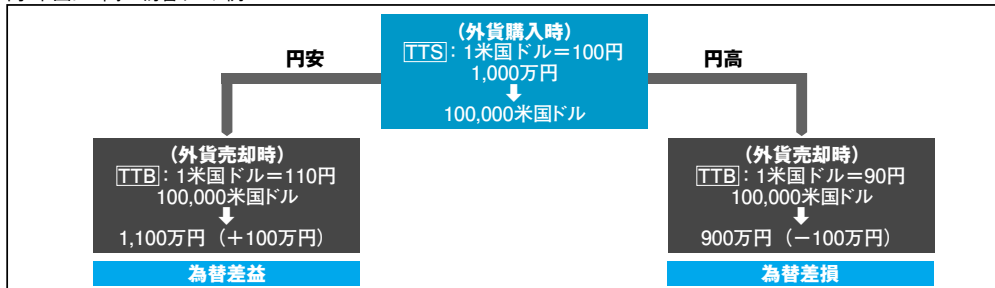 （外貨購入時）
TTS：1米国ドル＝100円
1,000万円
100,000米国ドル
円安
円高
（外貨売却時）
TTB：1米国ドル＝110円
100,000米国ドル
1,100万円（＋100万円）
為替差益
（外貨売却時）
TTB：1米国ドル＝90円
100,000米国ドル
900万円（－100万円）
為替差損